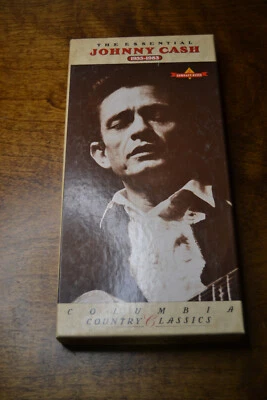 THE ESSENTIAL
JOHNNY CASH
1955-1983
COLUMBIA
COUNTRY CLASSICS